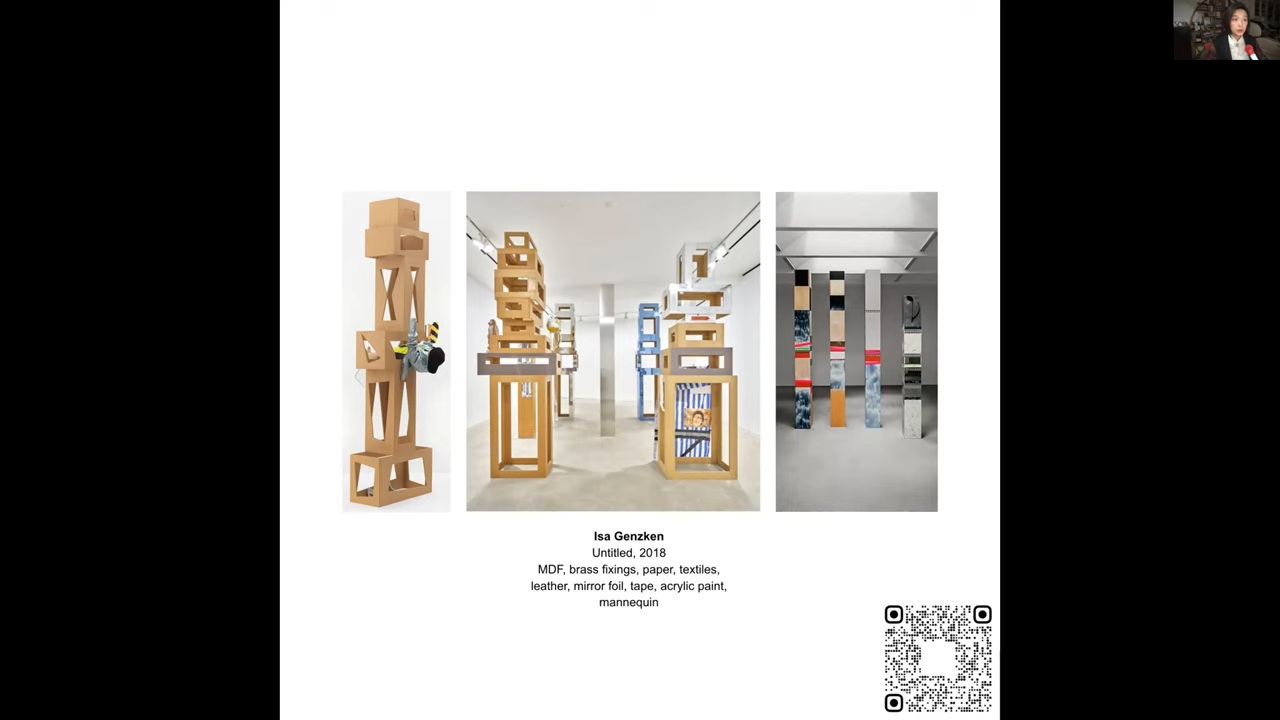 Isa Genzken
Untitled, 2018
MDF, brass fixings, paper, textiles,
leather, mirror foil, tape, acrylic paint,
mannequin